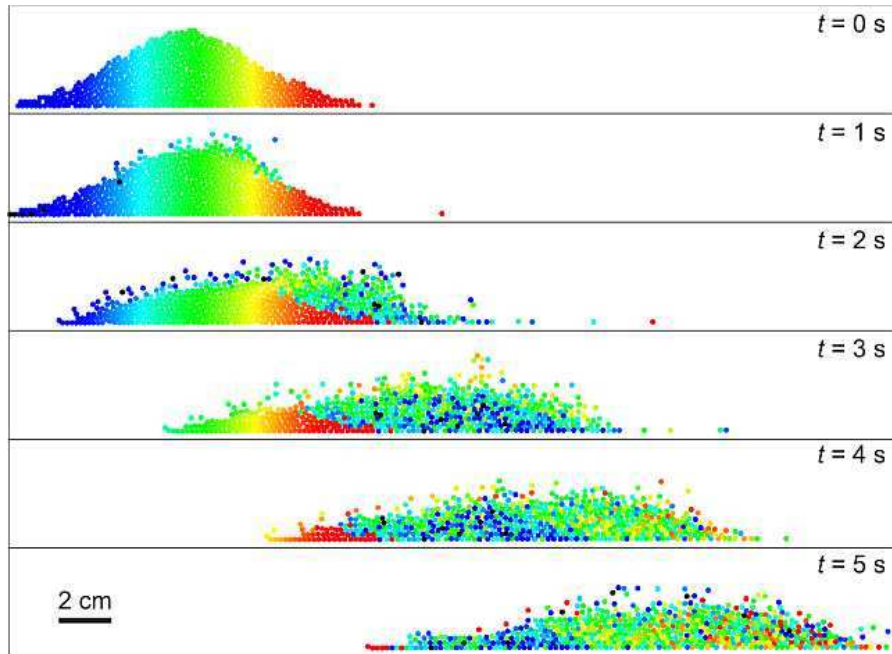 t = 0 s
t = 1 s
t = 2 s
t = 3 s
t = 4 s
t = 5 s
2 cm